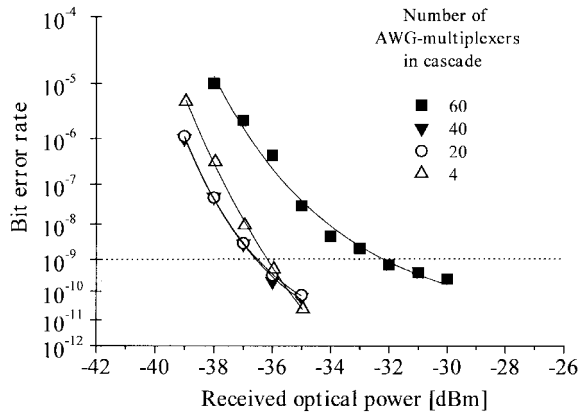 Number of
AWG-multiplexers
in cascade
60
40
20
4
Bit error rate
10^-4
10^-5
10^-6
10^-7
10^-8
10^-9
10^-10
10^-11
10^-12
-42 -40 -38 -36 -34 -32 -30 -28 -26
Received optical power [dBm]